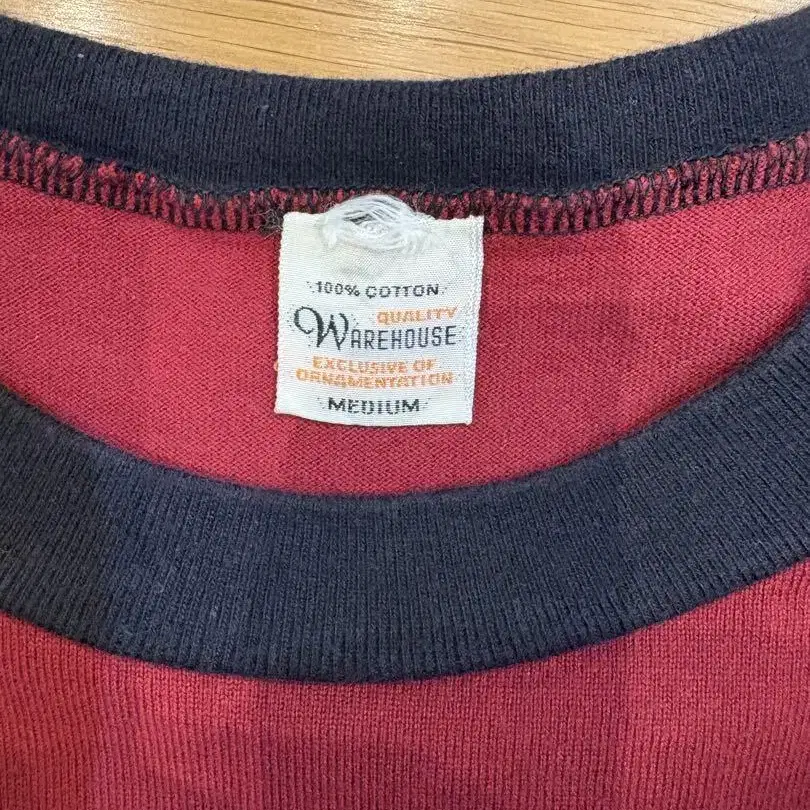 100% COTTON
QUALITY
WAREHOUSE
EXCLUSIVE OF
ORNAMENTATION
MEDIUM